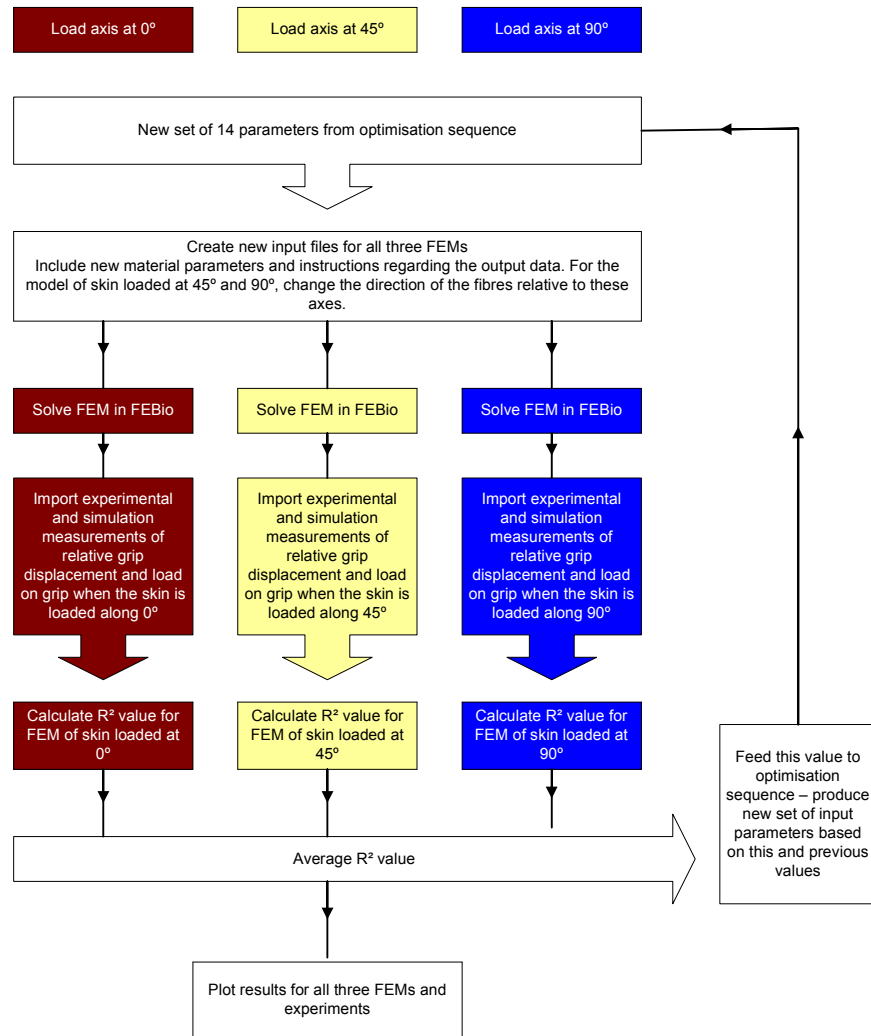 Load axis at 0º
Load axis at 45º
Load axis at 90º
New set of 14 parameters from optimisation sequence
Create new input files for all three FEMs
Include new material parameters and instructions regarding the output data. For the
model of skin loaded at 45º and 90º, change the direction of the fibres relative to these
axes.
Solve FEM in FEBio
Solve FEM in FEBio
Solve FEM in FEBio
Import experimental
and simulation
measurements of
relative grip
displacement and load
on grip when the skin is
loaded along 0º
Import experimental
and simulation
measurements of
relative grip
displacement and load
on grip when the skin is
loaded along 45º
Import experimental
and simulation
measurements of
relative grip
displacement and load
on grip when the skin is
loaded along 90º
Calculate R² value for
FEM of skin loaded at
0º
Calculate R² value for
FEM of skin loaded at
45º
Calculate R² value for
FEM of skin loaded at
90º
Feed this value to
optimisation
sequence – produce
new set of input
parameters based
on this and previous
values
Average R² value
Plot results for all three FEMs and
experiments